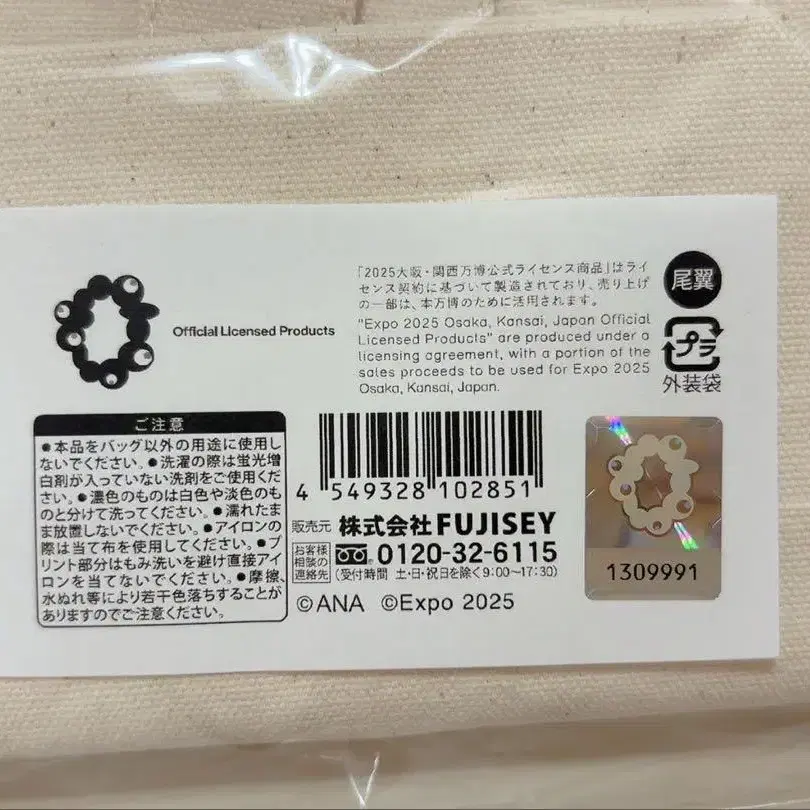 Official Licensed Products
「2025大阪・関西万博公式ライセンス商品」はライ
センス契約に基づいて製造されており、売り上げ
の一部は、本万博のために活用されます。
"Expo 2025 Osaka, Kansai, Japan Official
Licensed Products" are produced under a
licensing agreement, with a portion of the
sales proceeds to be used for Expo 2025
Osaka, Kansai, Japan.
尾翼
プラ
外装袋
ご注意
●本品をバッグ以外の用途に使用し
ないでください。●洗濯の際は蛍光増
白剤が入っていない洗剤をご使用くだ
さい。●濃色のものは白色や淡色のも
のと分けて洗ってください。●濡れたま
ま放置しないでください。●アイロン
の際は当て布を使用してください。●プ
リント部分はもみ洗いを避け直接アイ
ロンを当てないでください。●摩擦、
水ぬれ等により若干色落ちすることが
ありますのでご注意ください。
4 549328 102851
販売元 株式会社FUJISEY
お客様
相談の
連絡先
0120-32-6115
(受付時間 土・日・祝日を除く9:00〜17:30)
©ANA ©Expo 2025
1309991